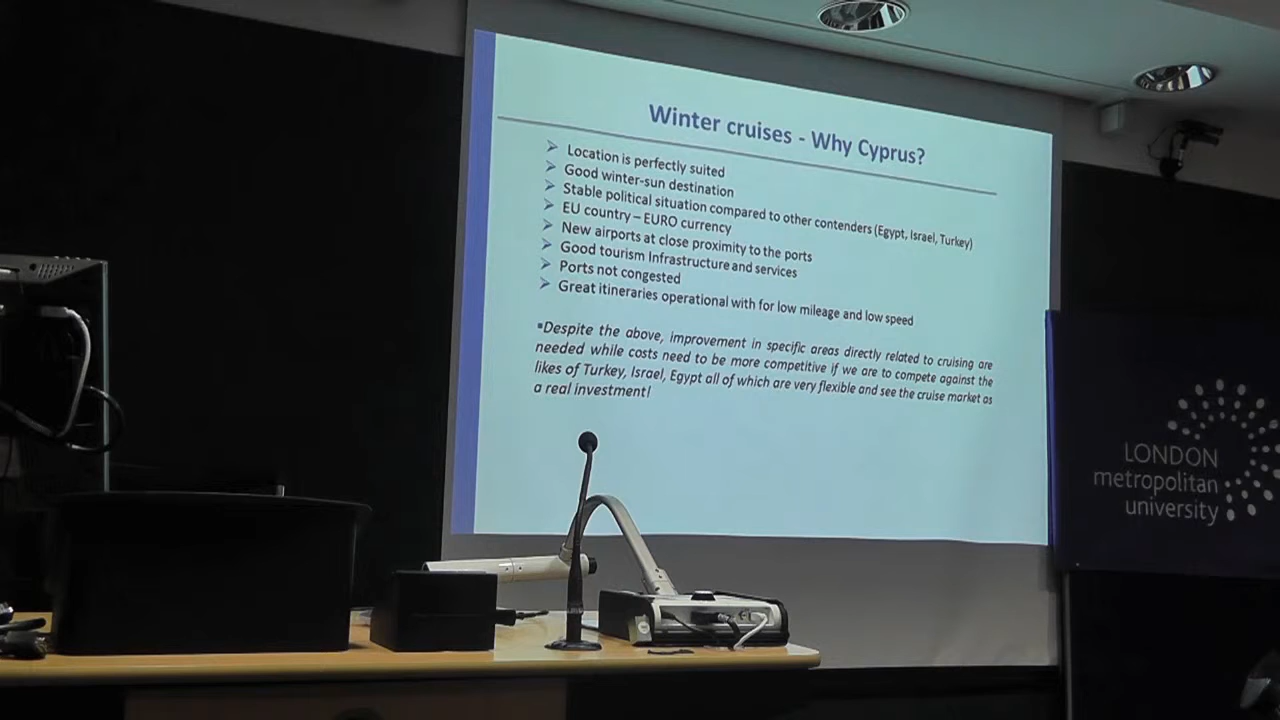 Winter cruises - Why Cyprus?
Location is perfectly suited
Good winter-sun destination
Stable political situation compared to other contenders (Egypt, Israel, Turkey)
EU country – EURO currency
New airports at close proximity to the ports
Good tourism Infrastructure and services
Ports not congested
Great itineraries operational with for low mileage and low speed
Despite the above, improvement in specific areas directly related to cruising are
needed while costs need to be more competitive if we are to compete against the
likes of Turkey, Israel, Egypt all of which are very flexible and see the cruise market as
a real investment!
LONDON
metropolitan
university